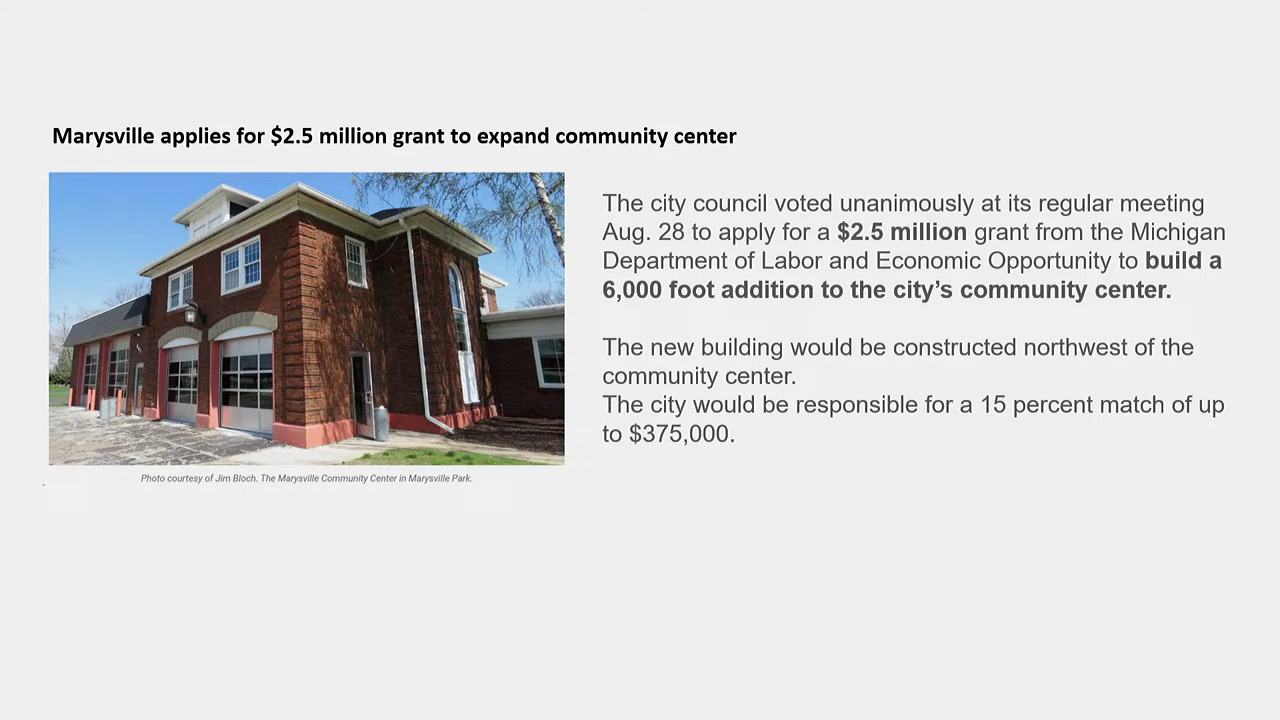 Marysville applies for $2.5 million grant to expand community center
The city council voted unanimously at its regular meeting
Aug. 28 to apply for a $2.5 million grant from the Michigan
Department of Labor and Economic Opportunity to build a
6,000 foot addition to the city’s community center.
The new building would be constructed northwest of the
community center.
The city would be responsible for a 15 percent match of up
to $375,000.
Photo courtesy of Jim Bloch. The Marysville Community Center in Marysville Park.